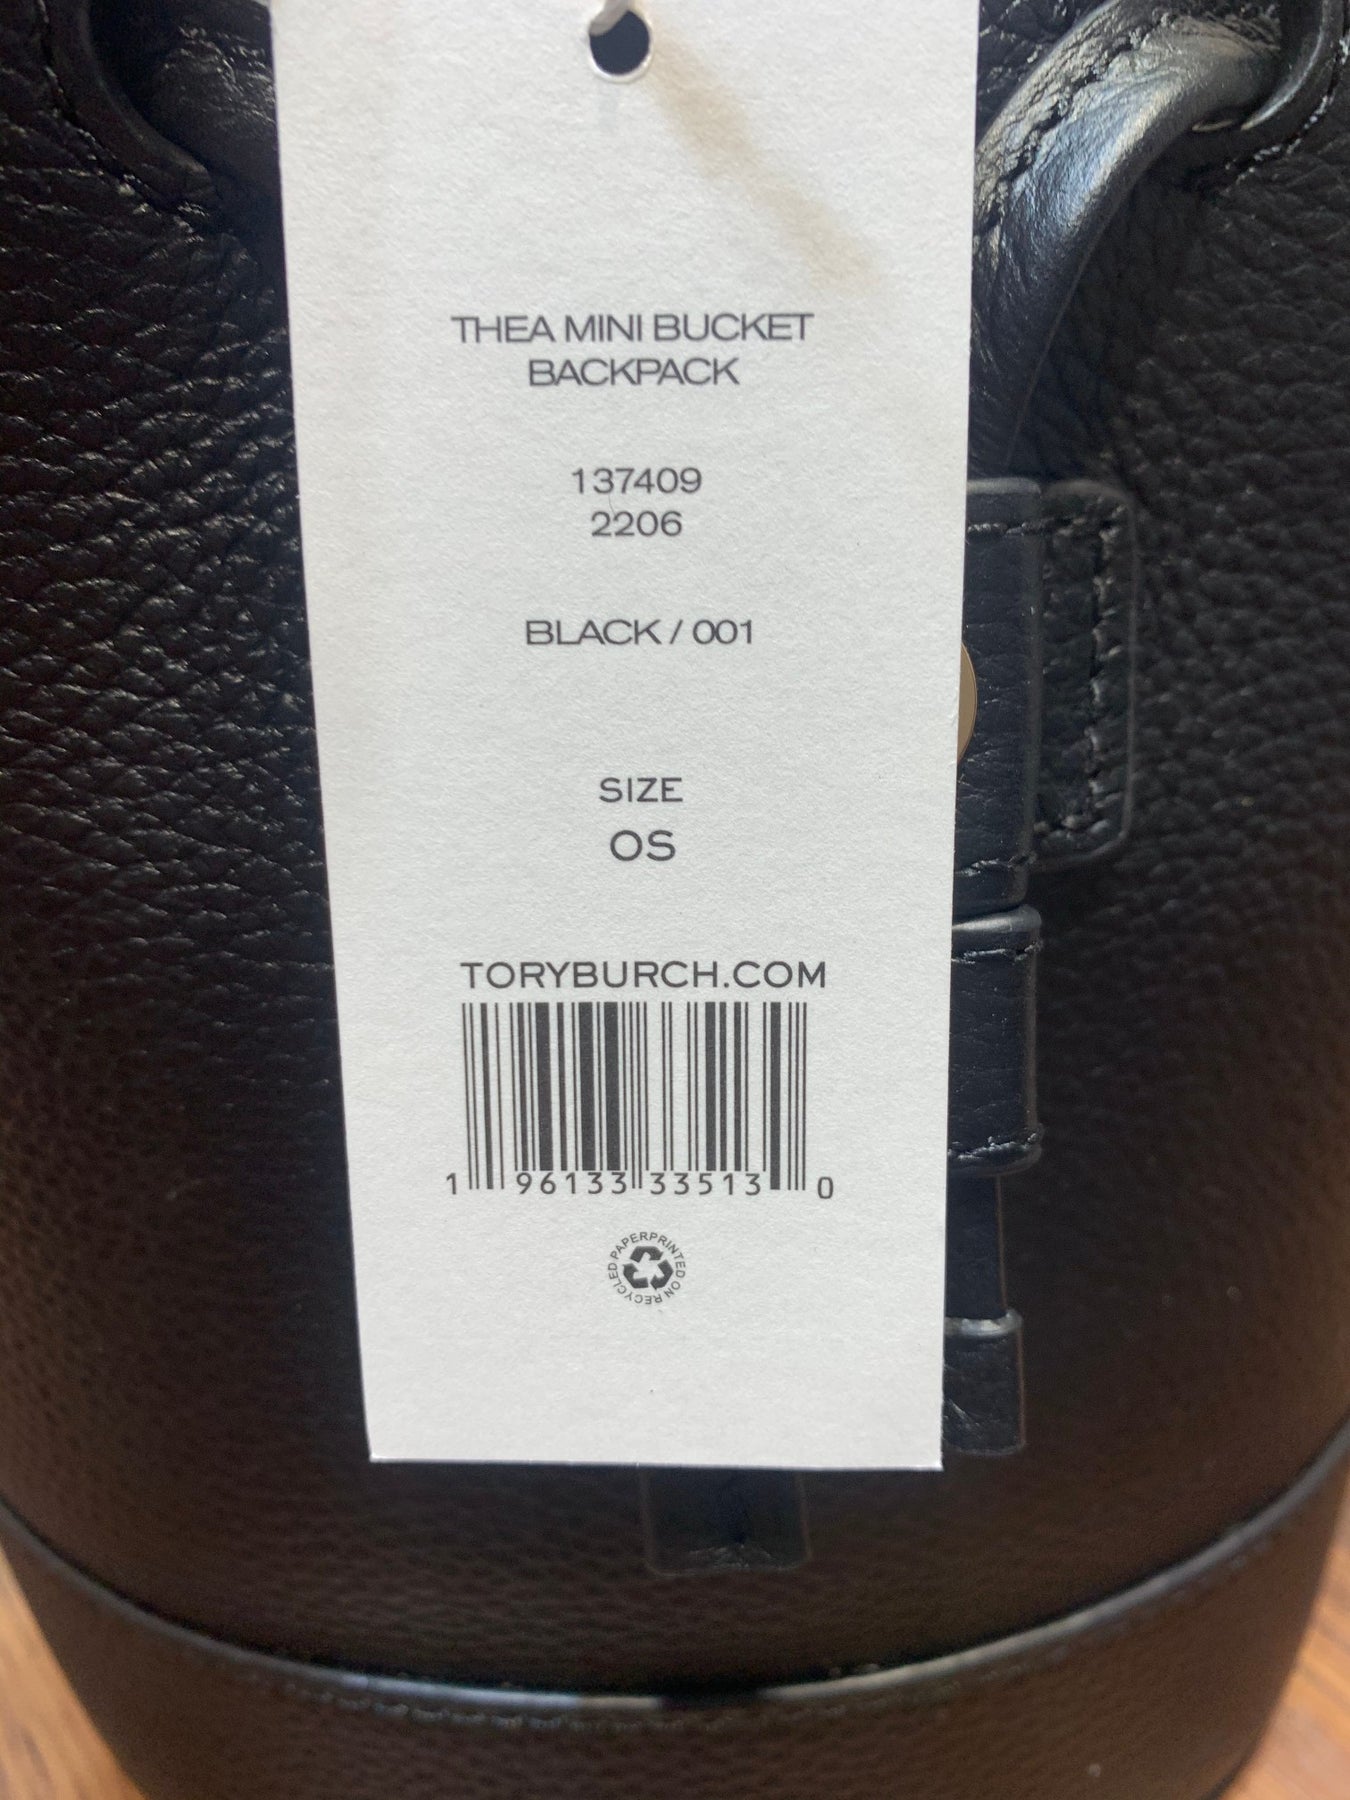 THEA MINI BUCKET
BACKPACK
137409
2206
BLACK / 001
SIZE
OS
TORYBURCH.COM
1 96133 33513 0
PRINTED ON RECYCLED PAPER